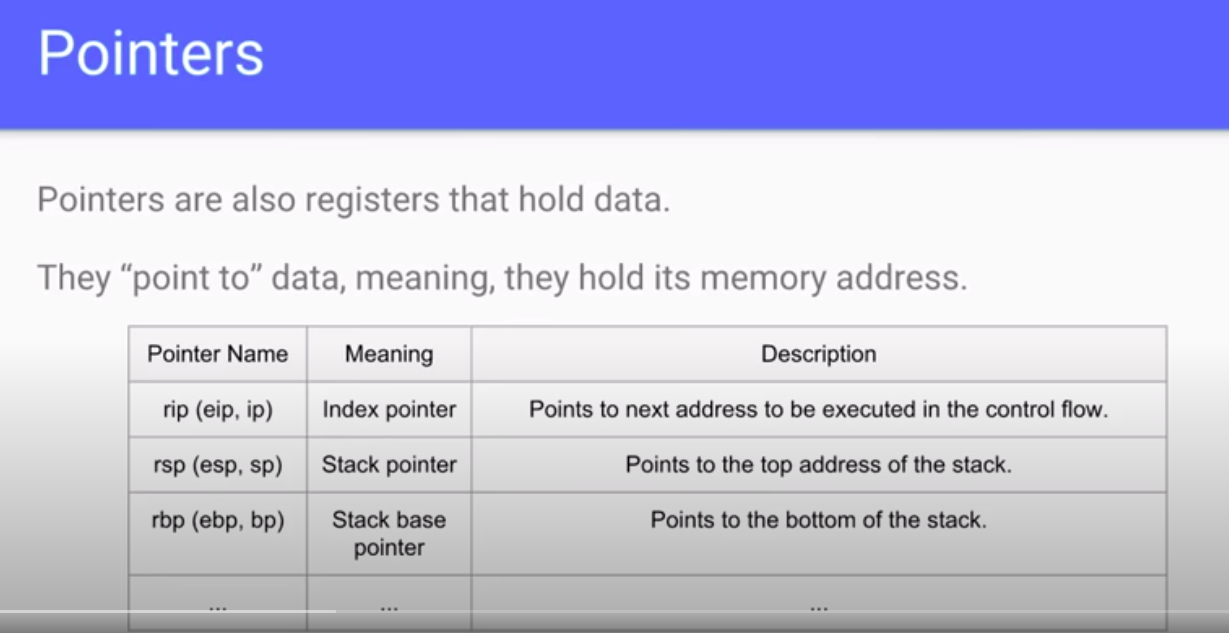 Pointers
Pointers are also registers that hold data.
They “point to” data, meaning, they hold its memory address.
Pointer Name Meaning Description
rip (eip, ip) Index pointer Points to next address to be executed in the control flow.
rsp (esp, sp) Stack pointer Points to the top address of the stack.
rbp (ebp, bp) Stack base Points to the bottom of the stack.
pointer
... ... ...